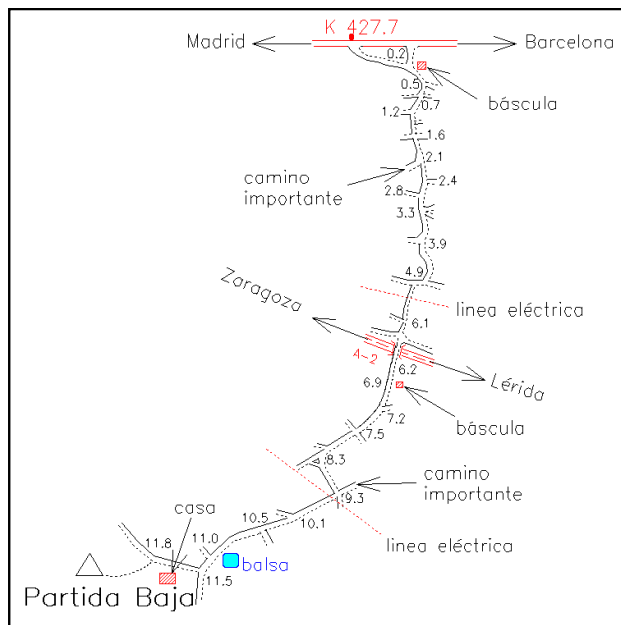 K 427.7
Madrid
Barcelona
0.2
báscula
0.5
0.7
1.2
1.6
2.1
camino
importante
2.4
2.8
3.3
3.9
4.9
Zaragoza
linea eléctrica
6.1
A-2
6.2
Lérida
6.9
7.2
báscula
7.5
8.3
camino
importante
9.3
casa
10.5
10.1
11.0
11.8
linea eléctrica
balsa
11.5
Partida Baja